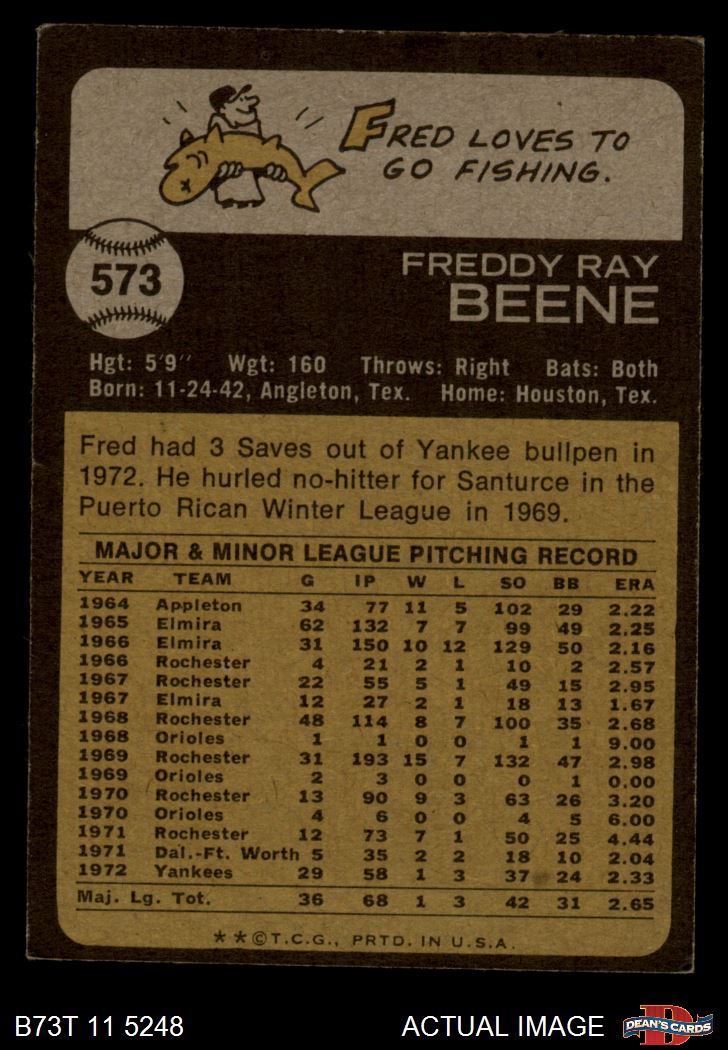 FRED LOVES TO
GO FISHING.
573
FREDDY RAY
BEENE
Hgt: 5'9" Wgt: 160 Throws: Right Bats: Both
Born: 11-24-42, Angleton, Tex. Home: Houston, Tex.
Fred had 3 Saves out of Yankee bullpen in
1972. He hurled no-hitter for Santurce in the
Puerto Rican Winter League in 1969.
MAJOR & MINOR LEAGUE PITCHING RECORD
YEAR TEAM G IP W L SO BB ERA
1964 Appleton 34 77 11 5 102 29 2.22
1965 Elmira 62 132 7 7 99 49 2.25
1966 Elmira 31 150 10 12 129 50 2.16
1966 Rochester 4 21 2 1 10 2 2.57
1967 Rochester 22 55 5 1 49 15 2.95
1967 Elmira 12 27 2 1 18 13 1.67
1968 Rochester 48 114 8 7 100 35 2.68
1968 Orioles 1 1 0 0 1 1 9.00
1969 Rochester 31 193 15 7 132 47 2.98
1969 Orioles 2 3 0 0 0 1 0.00
1970 Rochester 13 90 9 3 63 26 3.20
1970 Orioles 4 6 0 0 4 5 6.00
1971 Rochester 12 73 7 1 50 25 4.44
1971 Dal.-Ft. Worth 5 35 2 2 18 10 2.04
1972 Yankees 29 58 1 3 37 24 2.33
Maj. Lg. Tot. 36 68 1 3 42 31 2.65
**©T.C.G., PRTD. IN U.S.A.
B73T 11 5248 ACTUAL IMAGE D DEAN'S CARDS